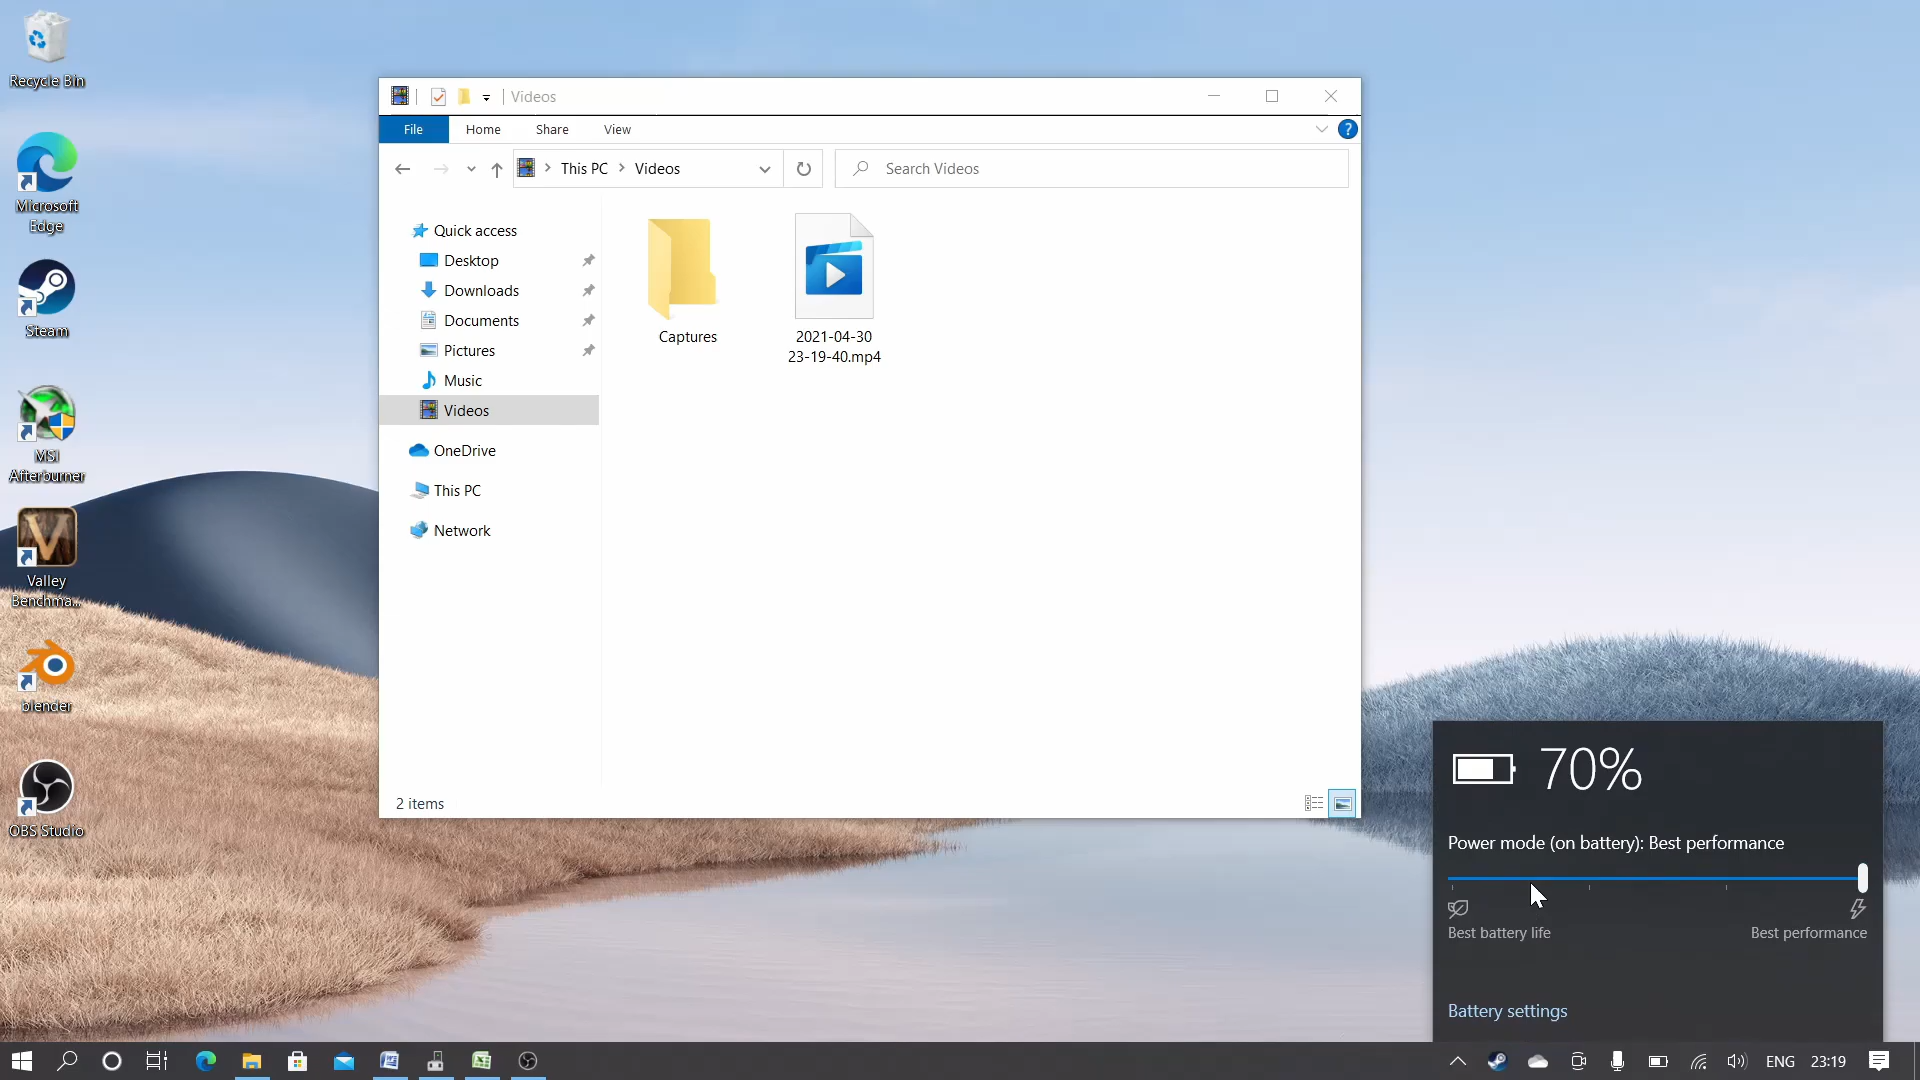 Recycle Bin
Microsoft
Edge
Steam
MSI
Afterburner
Valley
Benchma...
blender
OBS Studio
Videos
File
Home
Share
View
?
This PC
Videos
Search Videos
Quick access
Desktop
Downloads
Documents
Pictures
Music
Videos
OneDrive
This PC
Network
Captures
2021-04-30
23-19-40.mp4
2 items
70%
Power mode (on battery): Best performance
Best battery life
Best performance
Battery settings
ENG
23:19